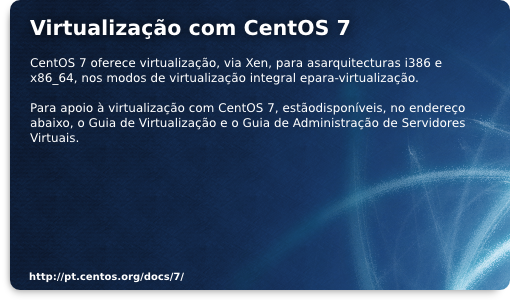 Virtualização com CentOS 7
CentOS 7 oferece virtualização, via Xen, para asarquitecturas i386 e
x86_64, nos modos de virtualização integral epara-virtualização.
Para apoio à virtualização com CentOS 7, estãodisponíveis, no endereço
abaixo, o Guia de Virtualização e o Guia de Administração de Servidores
Virtuais.
http://pt.centos.org/docs/7/